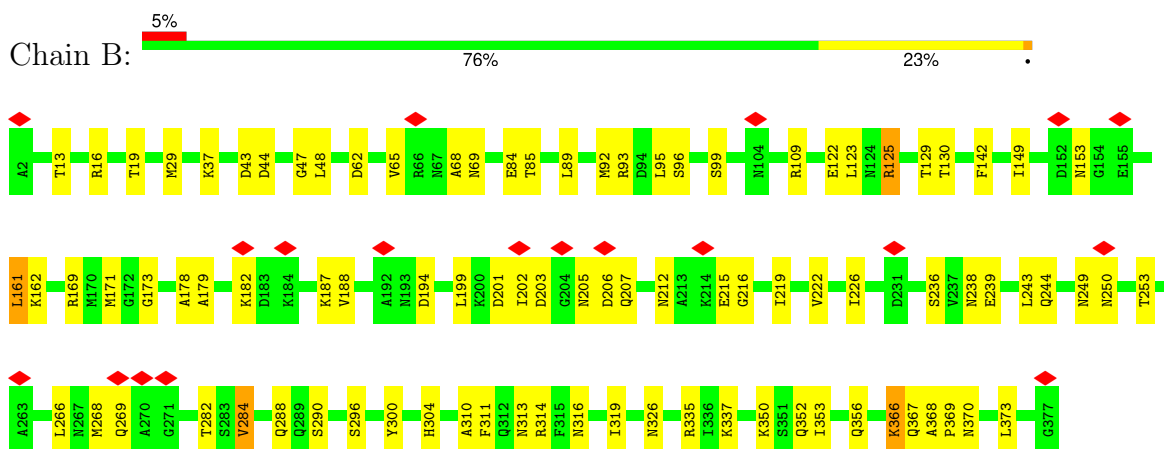 5%
Chain B:
76% 23% •
A2 T13 R16 T19 M29 K37 D43 D44 G47 L48 D62 V65 R66 N67 A68 N69 E84 T85 L89 M92 R93 D94 L95 S96 S99 N104 R109 E122 L123 N124 R125 T129 T130 F142 I149 D152 N153 G154 E155
L161 K162 R169 M170 M171 G172 G173 A178 A179 K182 D183 K184 K187 V188 A192 N193 D194 L199 K200 D201 I202 D203 G204 N205 D206 Q207 N212 A213 K214 E215 G216 I219 V222 I226 D231 S236 V237 N238 E239 L243 Q244 N249 N250 T253
A263 L266 N267 M268 Q269 A270 G271 T282 S283 V284 Q288 Q289 S290 S296 Y300 H304 A310 F311 Q312 N313 R314 F315 N316 I319 N326 R335 I336 K337 K350 S351 Q352 I353 Q356 K366 Q367 A368 P369 N370 L373 G377